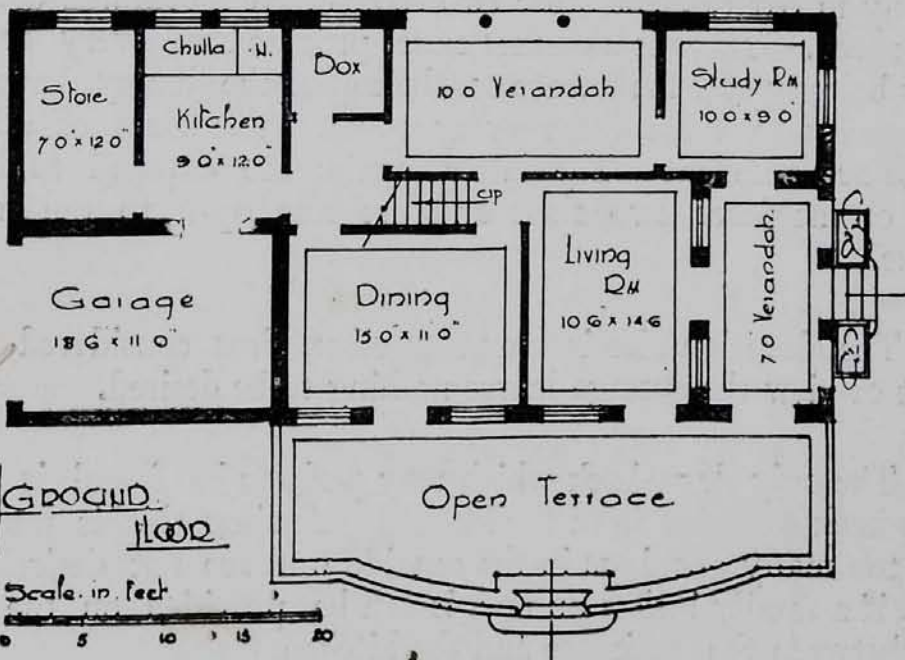 Chulla
W.
Box
Store
7'0" x 12'0"
Kitchen
9'0" x 12'0"
10'0" Verandah
Study RM
10'0 x 9'0"
UP
Garage
18'6 x 11'0"
Dining
15'0" x 11'0"
Living
RM
10'6" x 14'6
7'0" Verandah.
Open Terrace
GROUND
FLOOR
Scale. in. feet
0 5 10 15 20